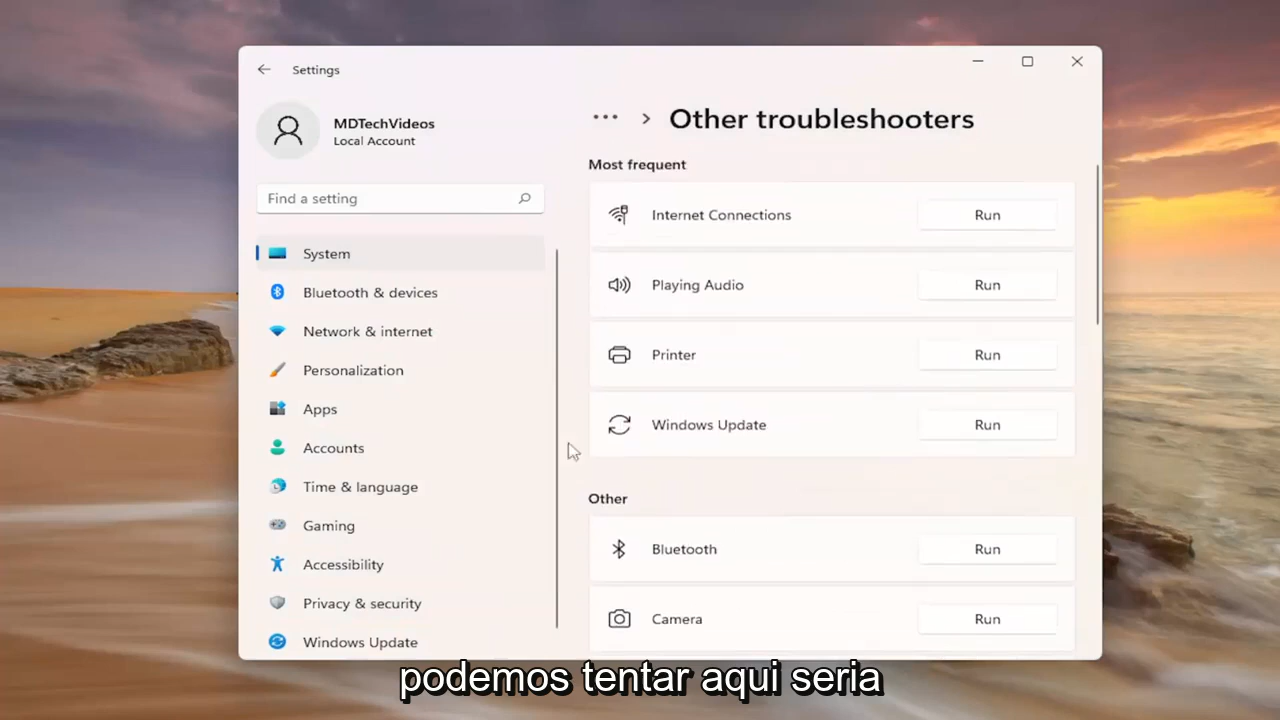 Settings
MDTechVideos
Local Account
Find a setting
System
Bluetooth & devices
Network & internet
Personalization
Apps
Accounts
Time & language
Gaming
Accessibility
Privacy & security
Windows Update
... > Other troubleshooters
Most frequent
Internet Connections Run
Playing Audio Run
Printer Run
Windows Update Run
Other
Bluetooth Run
Camera Run
podemos tentar aqui seria